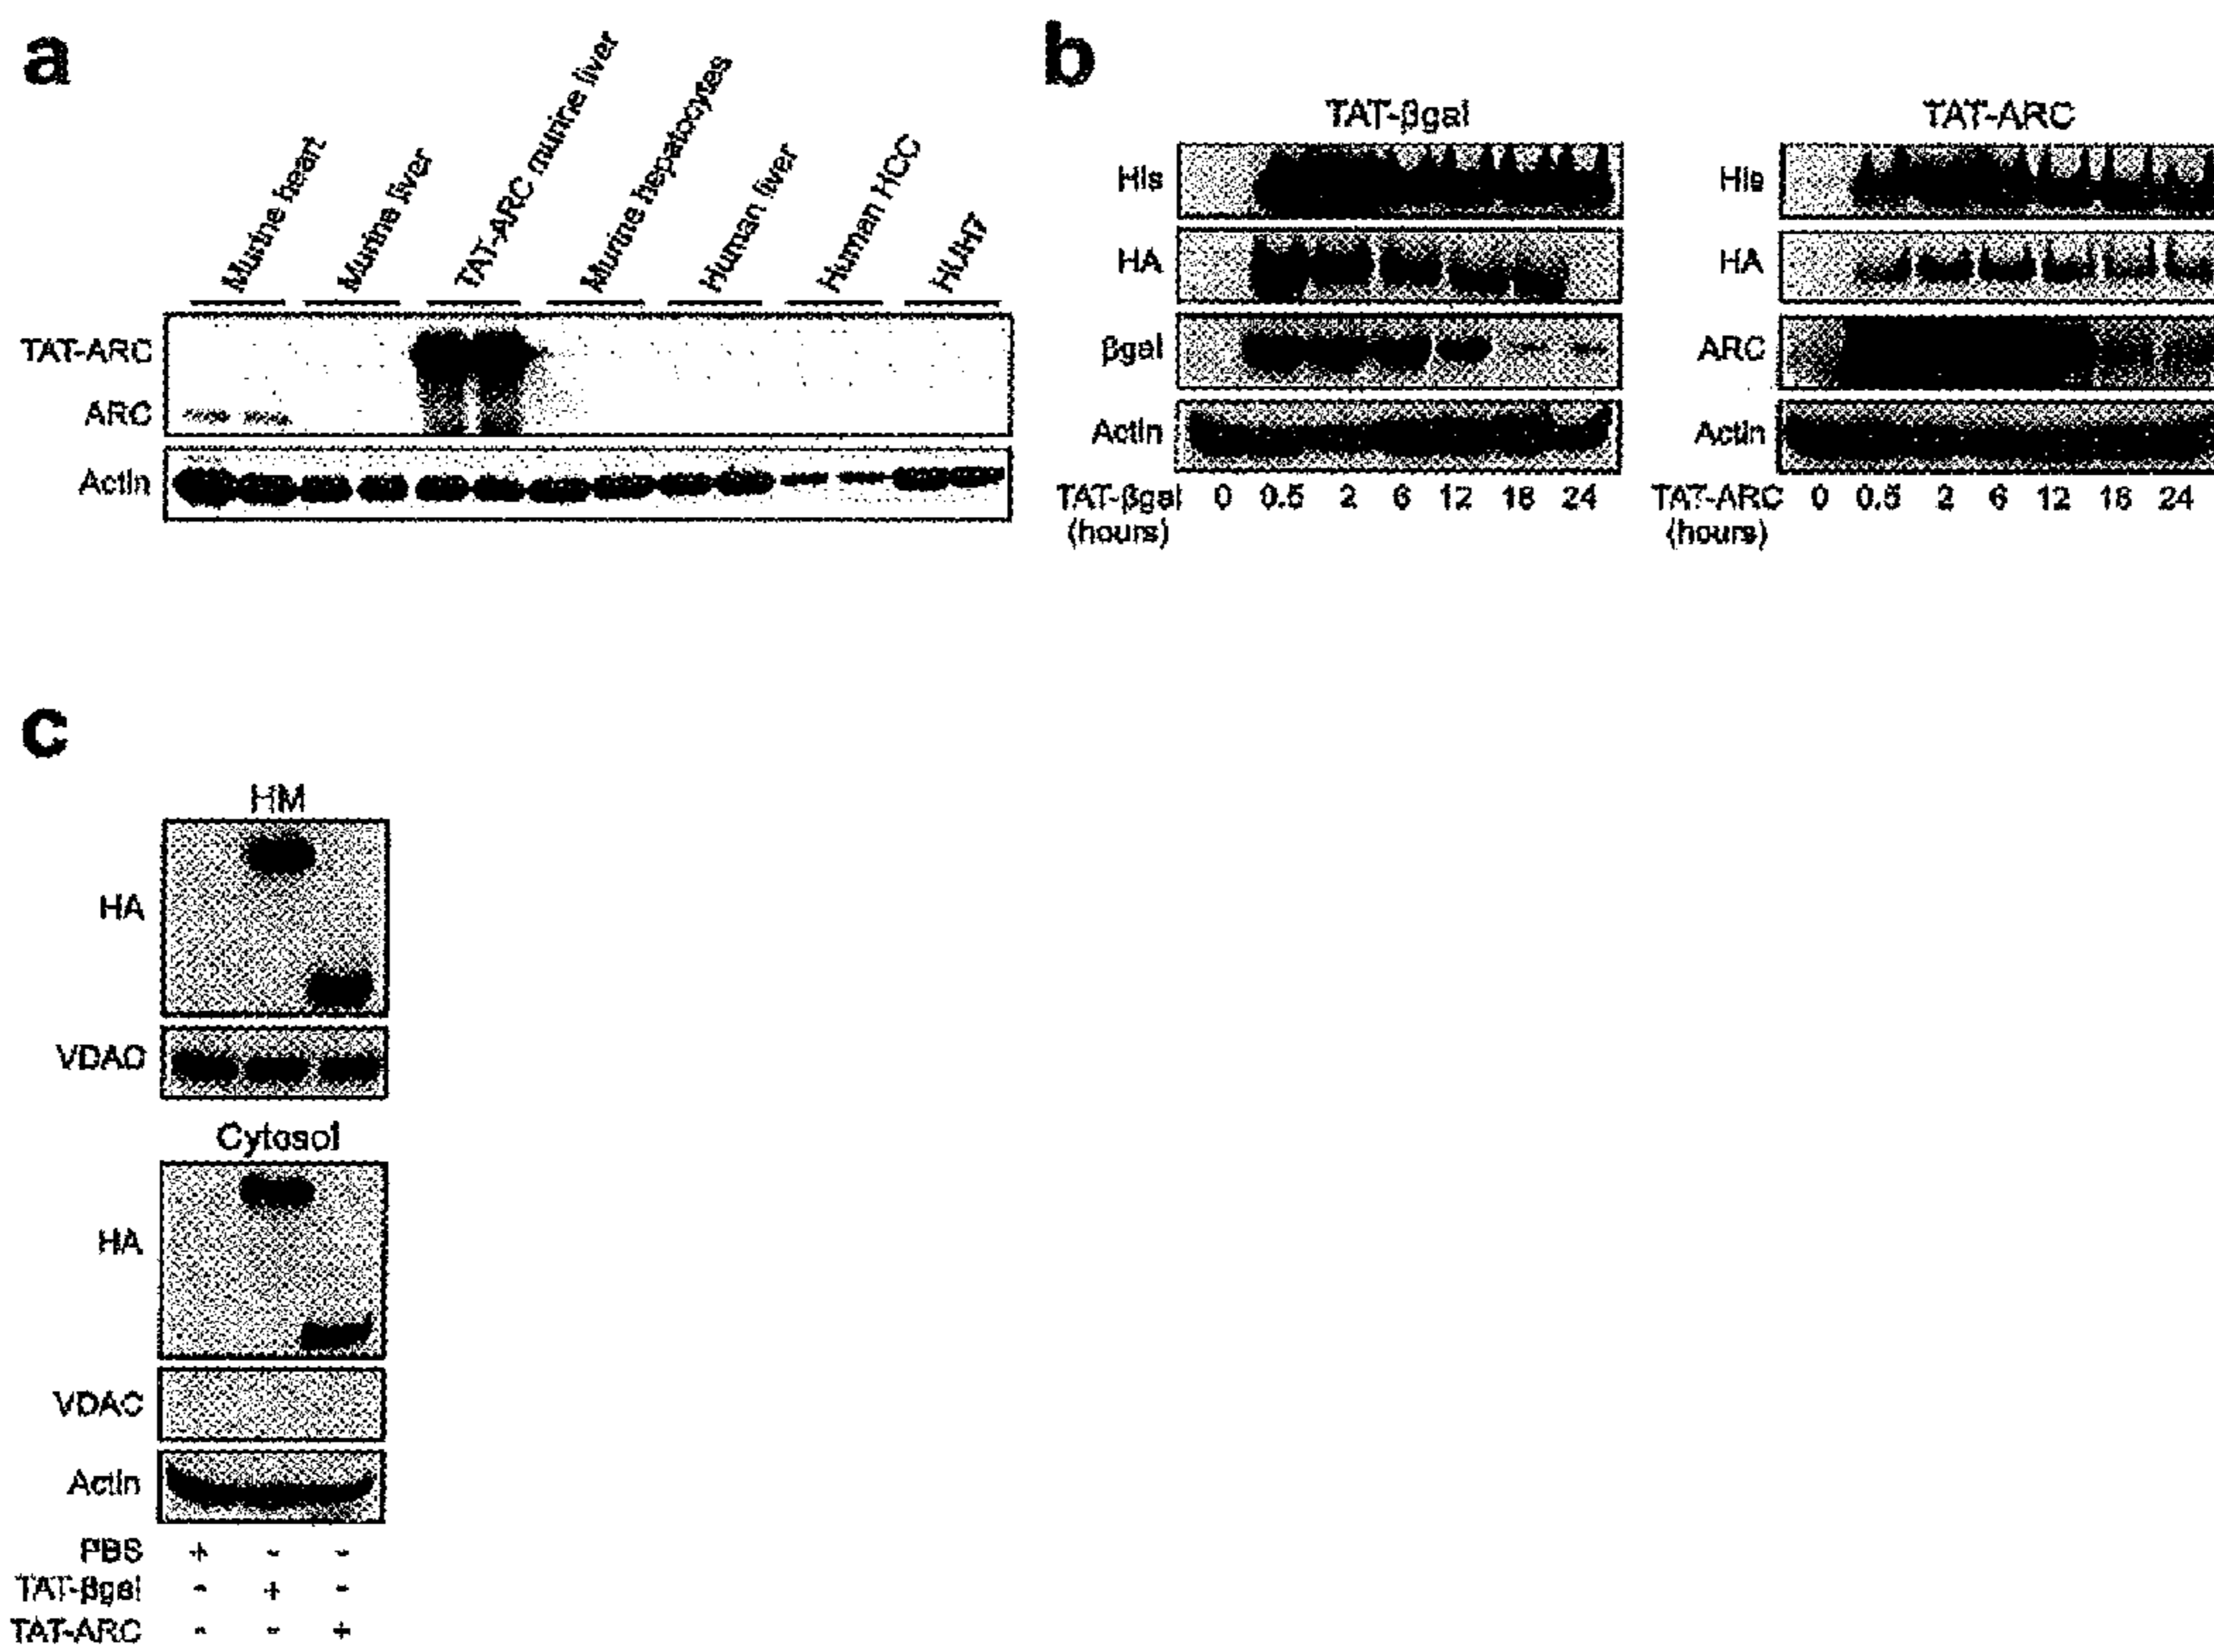 a
Murine heart
Murine liver
TAT-ARC murine liver
Murine hepatocytes
Human liver
Human HCC
HUH7
TAT-ARC
ARC
Actin
b
TAT-βgal
His
HA
βgal
Actin
TAT-βgal 0 0.5 2 6 12 18 24
(hours)
TAT-ARC
His
HA
ARC
Actin
TAT-ARC 0 0.5 2 6 12 18 24
(hours)
c
HM
HA
VDAC
Cytosol
HA
VDAC
Actin
PBS + - -
TAT-βgal - + -
TAT-ARC - - +